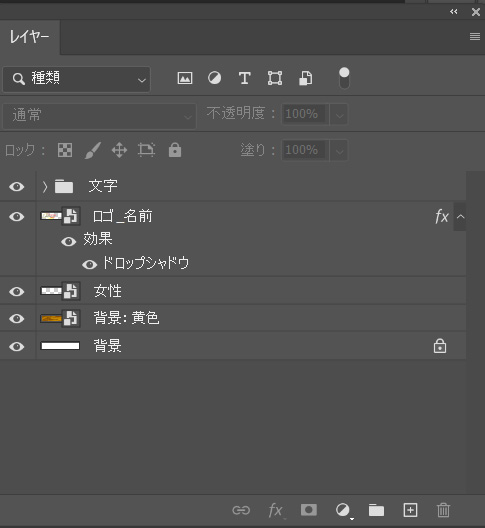 レイヤー
種類
通常 不透明度： 100%
ロック： 塗り： 100%
文字
ロゴ_名前 fx
効果
ドロップシャドウ
女性
背景: 黄色
背景
fx